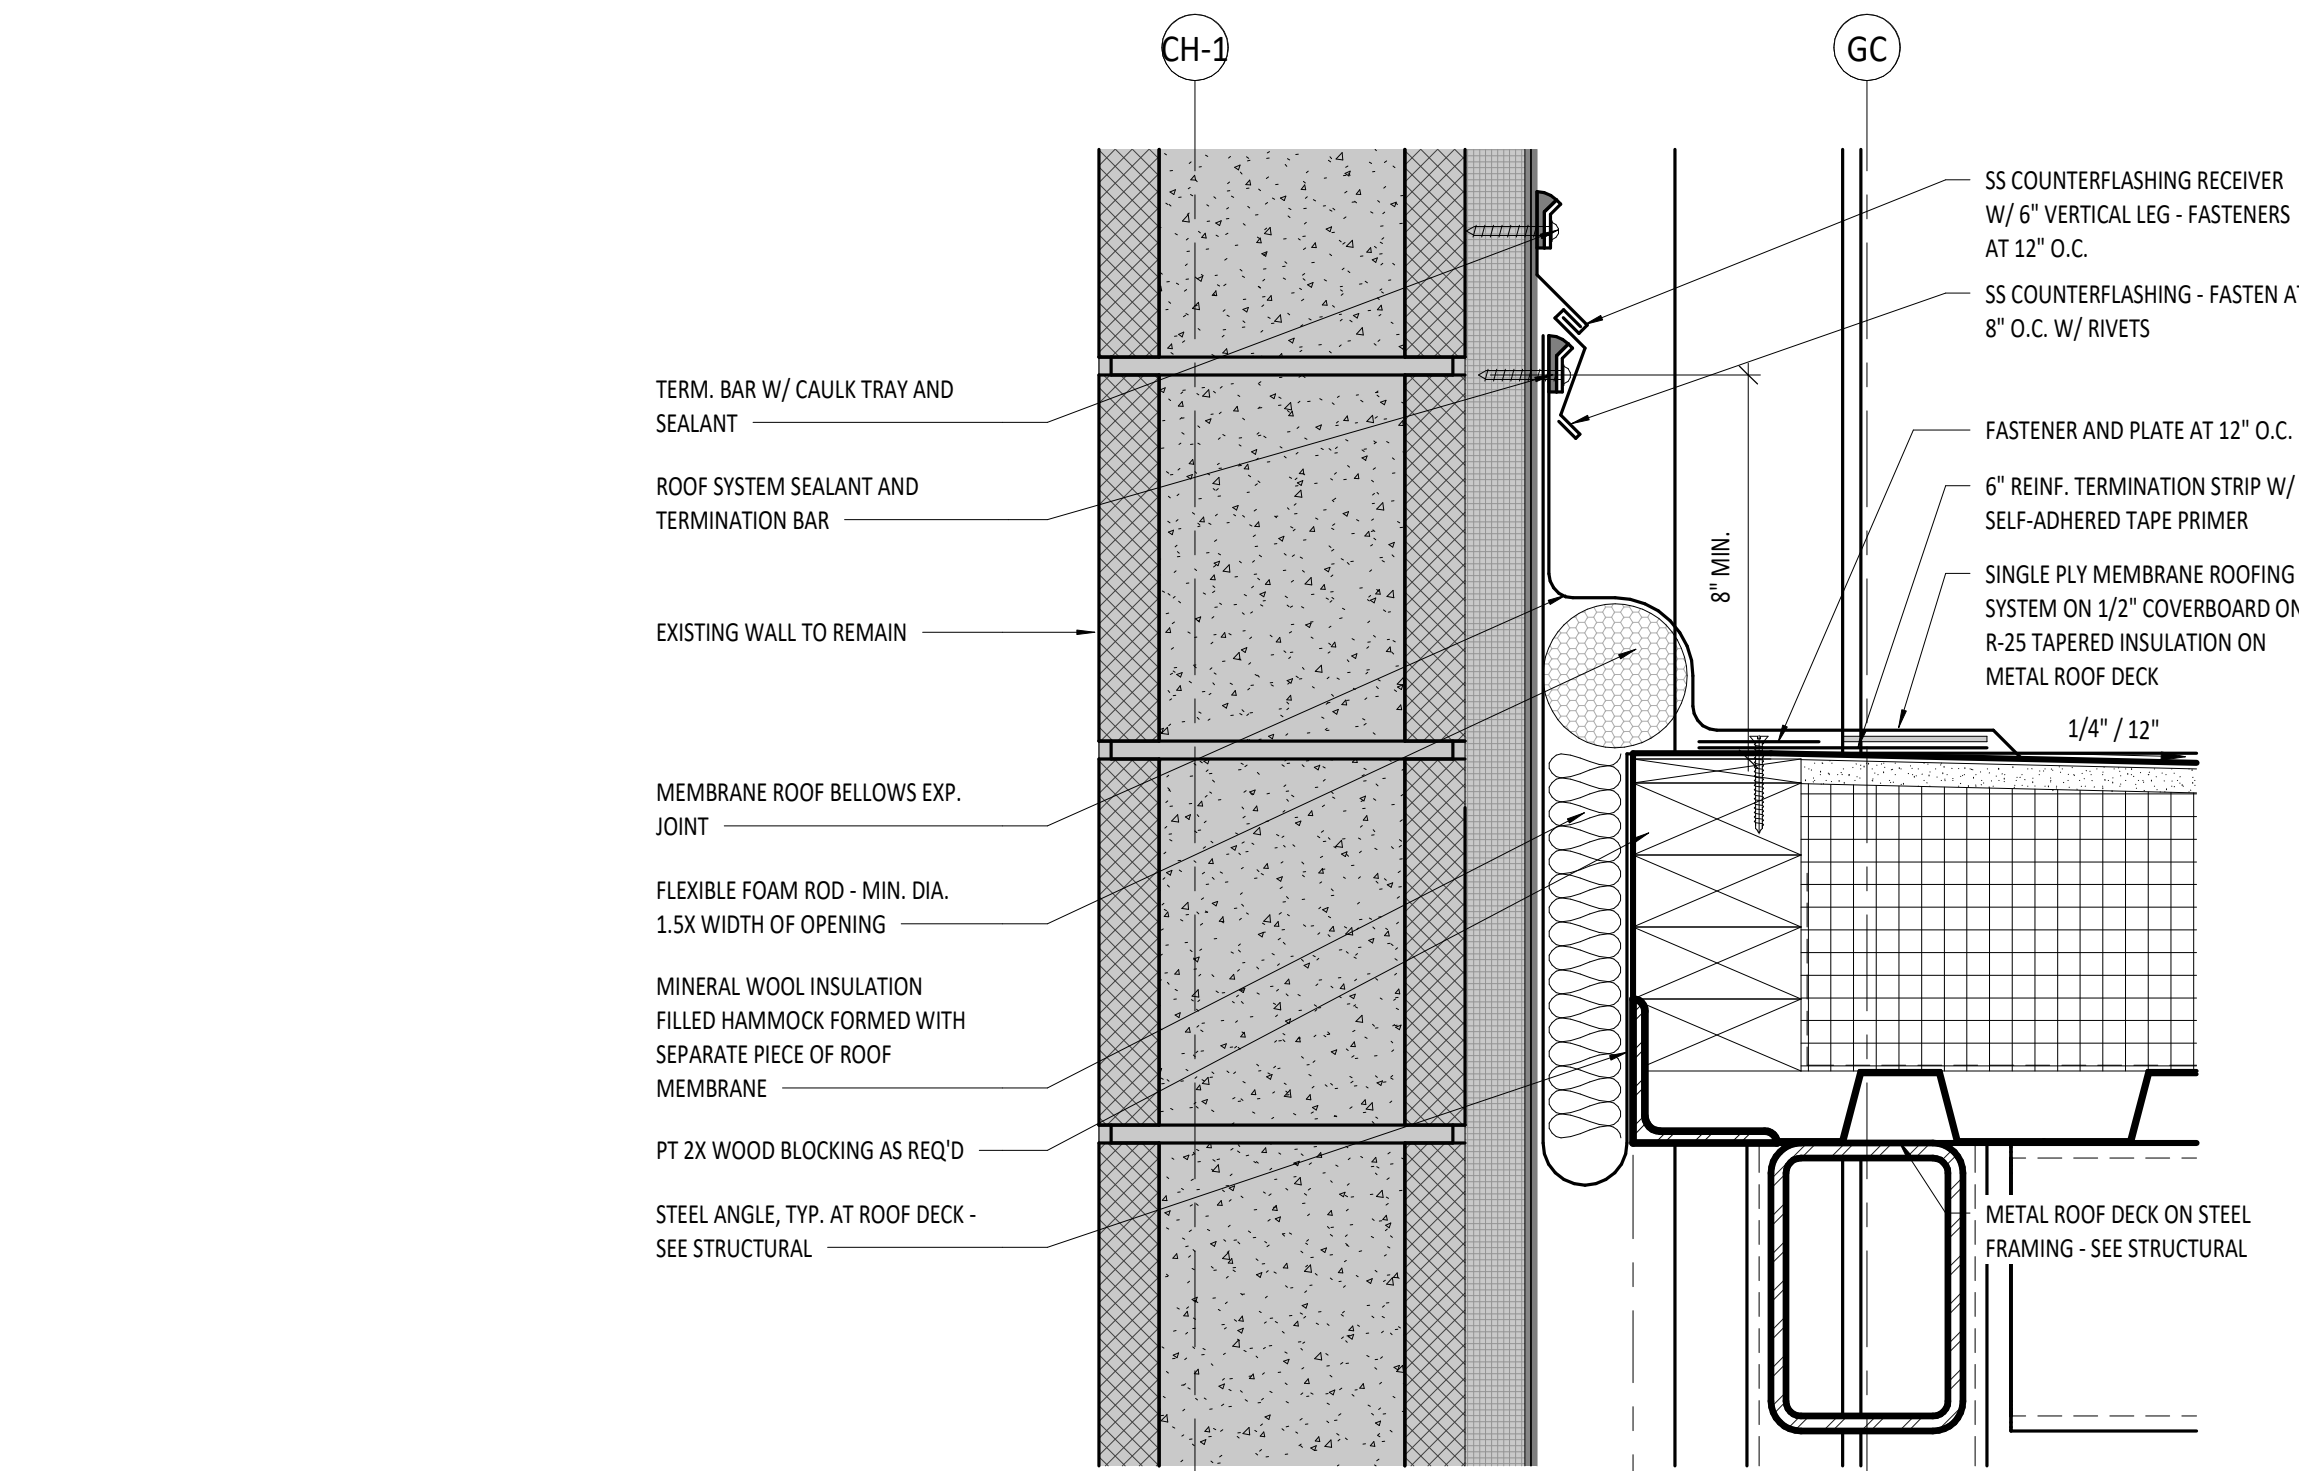 CH-1
GC
SS COUNTERFLASHING RECEIVER
W/ 6" VERTICAL LEG - FASTENERS
AT 12" O.C.
SS COUNTERFLASHING - FASTEN AT
8" O.C. W/ RIVETS
FASTENER AND PLATE AT 12" O.C.
6" REINF. TERMINATION STRIP W/
SELF-ADHERED TAPE PRIMER
SINGLE PLY MEMBRANE ROOFING
SYSTEM ON 1/2" COVERBOARD ON
R-25 TAPERED INSULATION ON
METAL ROOF DECK
1/4" / 12"
8" MIN.
METAL ROOF DECK ON STEEL
FRAMING - SEE STRUCTURAL
TERM. BAR W/ CAULK TRAY AND
SEALANT
ROOF SYSTEM SEALANT AND
TERMINATION BAR
EXISTING WALL TO REMAIN
MEMBRANE ROOF BELLOWS EXP.
JOINT
FLEXIBLE FOAM ROD - MIN. DIA.
1.5X WIDTH OF OPENING
MINERAL WOOL INSULATION
FILLED HAMMOCK FORMED WITH
SEPARATE PIECE OF ROOF
MEMBRANE
PT 2X WOOD BLOCKING AS REQ'D
STEEL ANGLE, TYP. AT ROOF DECK -
SEE STRUCTURAL